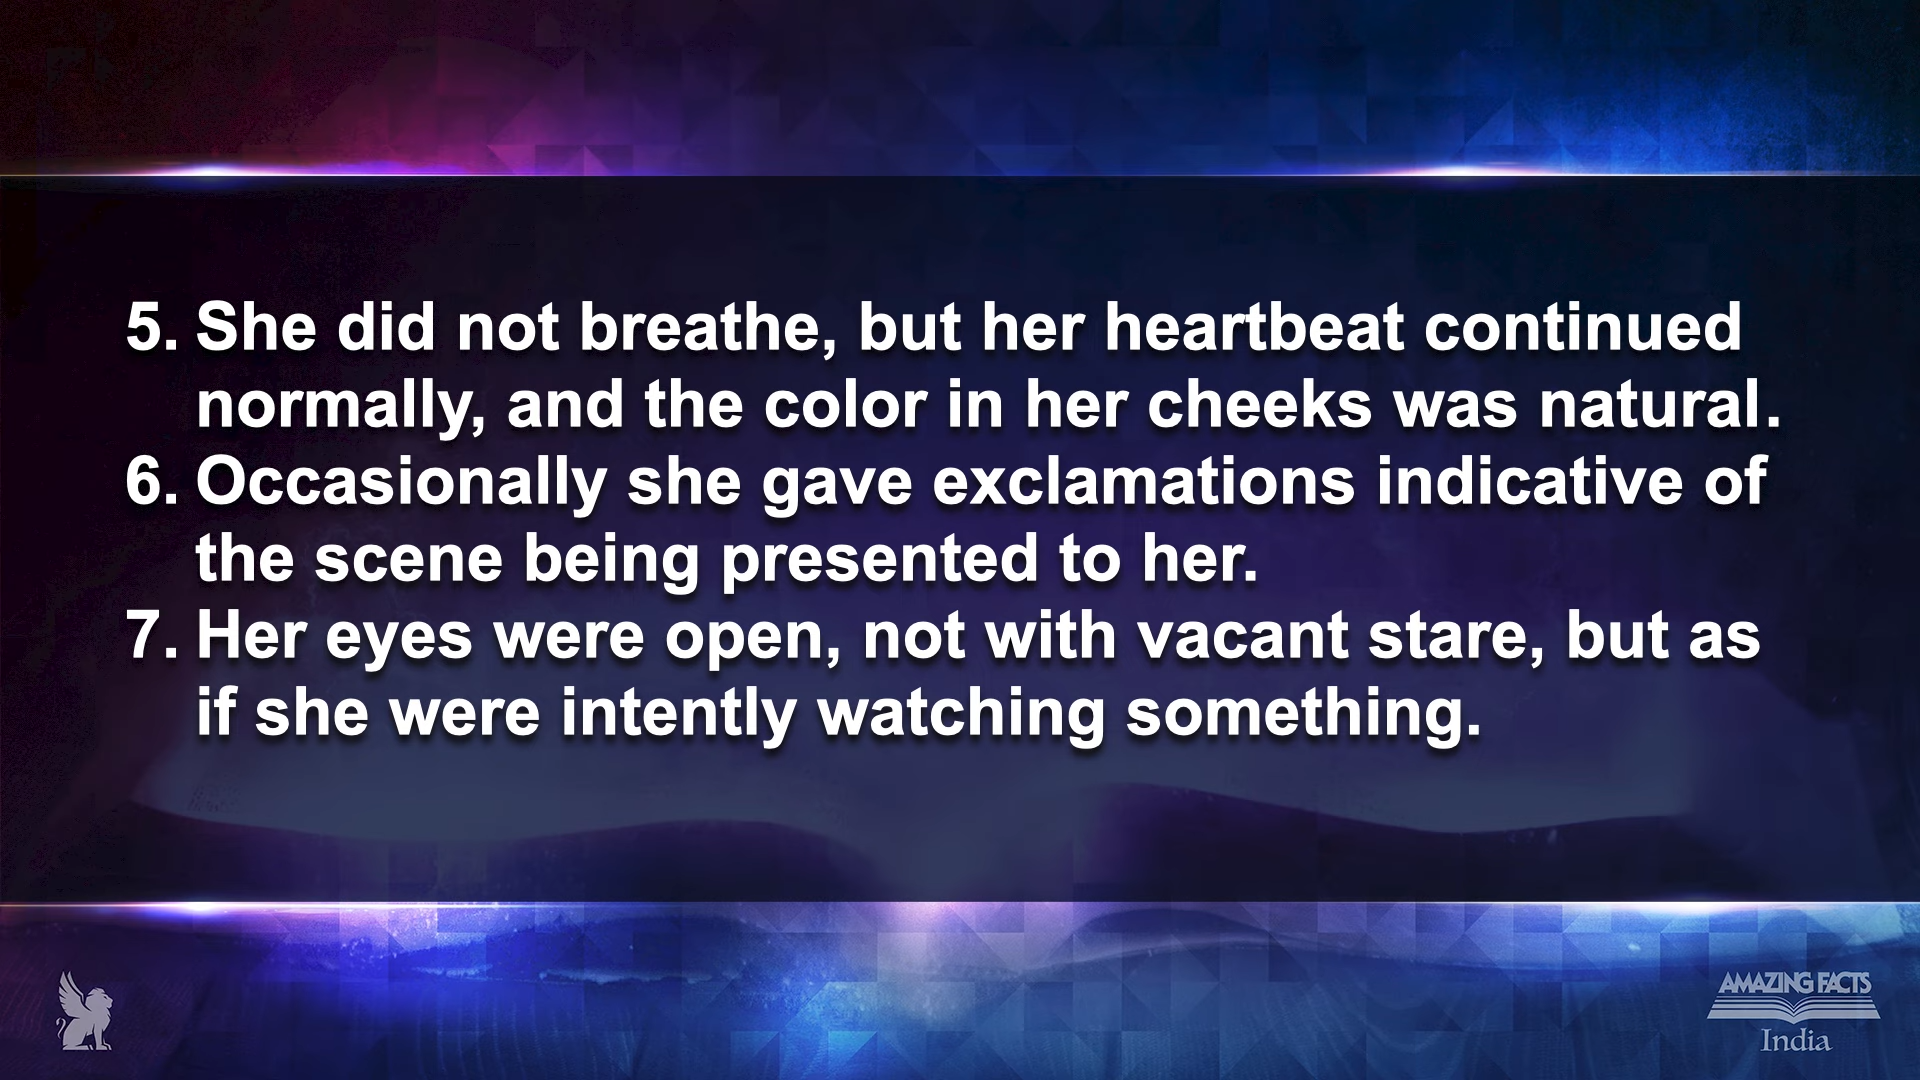 5. She did not breathe, but her heartbeat continued
normally, and the color in her cheeks was natural.
6. Occasionally she gave exclamations indicative of
the scene being presented to her.
7. Her eyes were open, not with vacant stare, but as
if she were intently watching something.
AMAZING FACTS
India